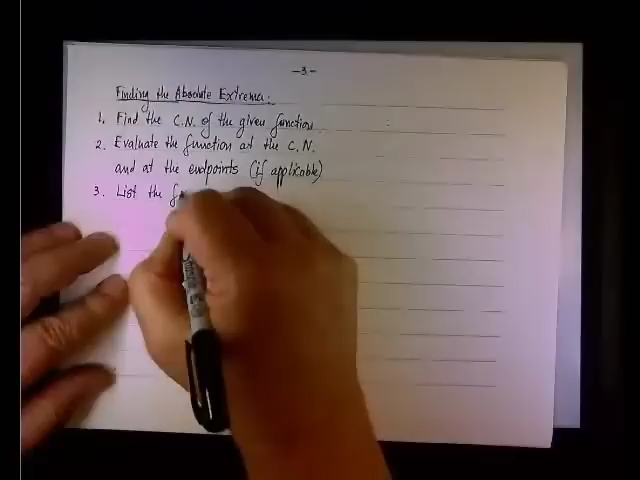 -3-
Finding the Absolute Extrema:
1. Find the C.N. of the given function.
2. Evaluate the function at the C.N.
and at the endpoints (if applicable)
3. List the